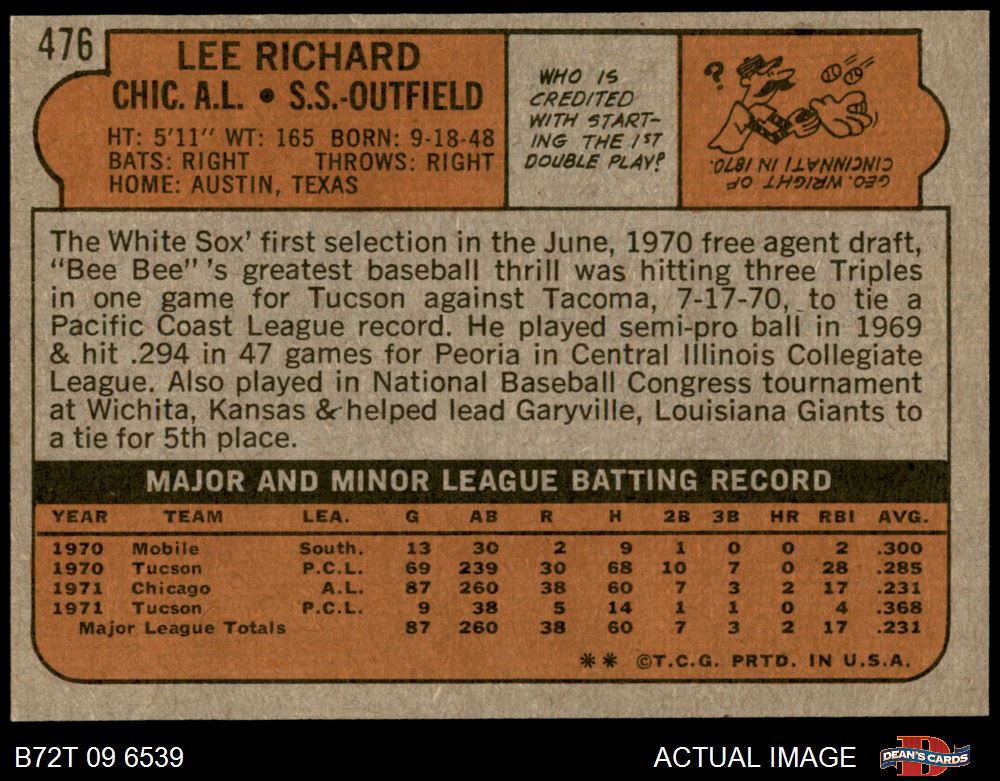 476
LEE RICHARD
CHIC. A.L. • S.S.-OUTFIELD
HT: 5'11" WT: 165 BORN: 9-18-48
BATS: RIGHT THROWS: RIGHT
HOME: AUSTIN, TEXAS
WHO IS
CREDITED
WITH START-
ING THE 1ST
DOUBLE PLAY?
?
GEO. WRIGHT OF
CINCINNATI IN 1870.
The White Sox' first selection in the June, 1970 free agent draft,
"Bee Bee" 's greatest baseball thrill was hitting three Triples
in one game for Tucson against Tacoma, 7-17-70, to tie a
Pacific Coast League record. He played semi-pro ball in 1969
& hit .294 in 47 games for Peoria in Central Illinois Collegiate
League. Also played in National Baseball Congress tournament
at Wichita, Kansas & helped lead Garyville, Louisiana Giants to
a tie for 5th place.
MAJOR AND MINOR LEAGUE BATTING RECORD
YEAR TEAM LEA. G AB R H 2B 3B HR RBI AVG.
1970 Mobile South. 13 30 2 9 1 0 0 2 .300
1970 Tucson P.C.L. 69 239 30 68 10 7 0 28 .285
1971 Chicago A.L. 87 260 38 60 7 3 2 17 .231
1971 Tucson P.C.L. 9 38 5 14 1 1 0 4 .368
Major League Totals 87 260 38 60 7 3 2 17 .231
** ©T.C.G. PRTD. IN U.S.A.
B72T 09 6539 ACTUAL IMAGE DEAN'S CARDS